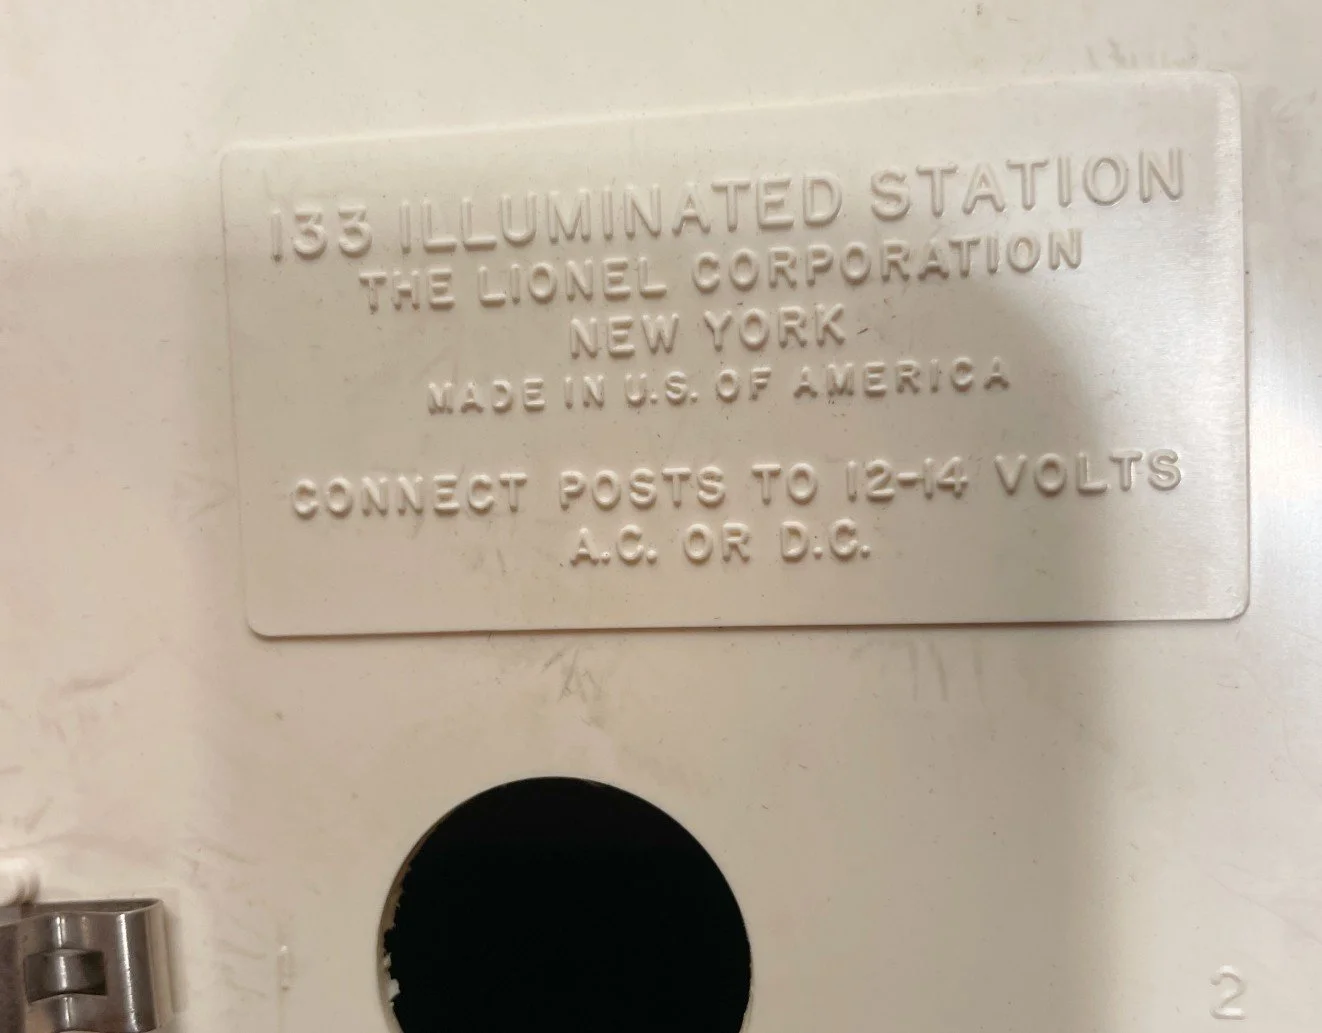 133 ILLUMINATED STATION
THE LIONEL CORPORATION
NEW YORK
MADE IN U.S. OF AMERICA
CONNECT POSTS TO 12-14 VOLTS
A.C. OR D.C.
2